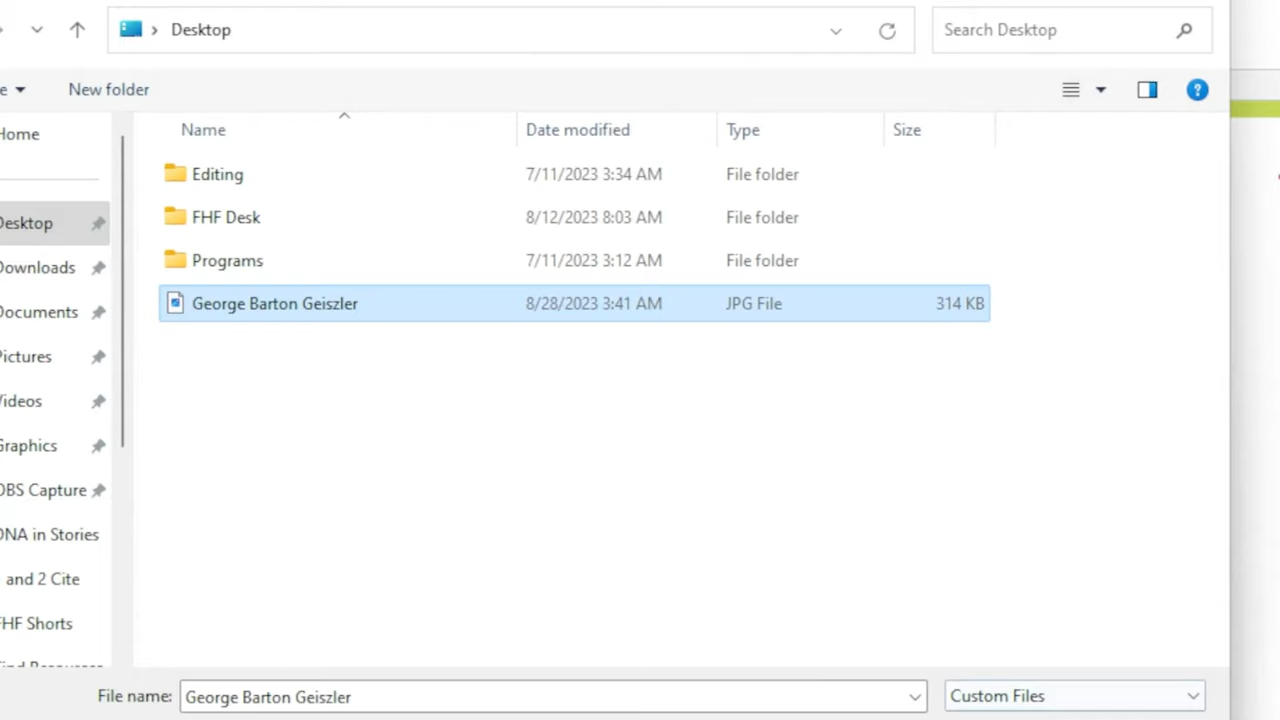 Desktop
Search Desktop
New folder
Home
Name
Date modified
Type
Size
Editing
7/11/2023 3:34 AM
File folder
Desktop
FHF Desk
8/12/2023 8:03 AM
File folder
Downloads
Programs
7/11/2023 3:12 AM
File folder
Documents
George Barton Geiszler
8/28/2023 3:41 AM
JPG File
314 KB
Pictures
Videos
Graphics
OBS Capture
DNA in Stories
and 2 Cite
FHF Shorts
Find Resources
File name:
George Barton Geiszler
Custom Files